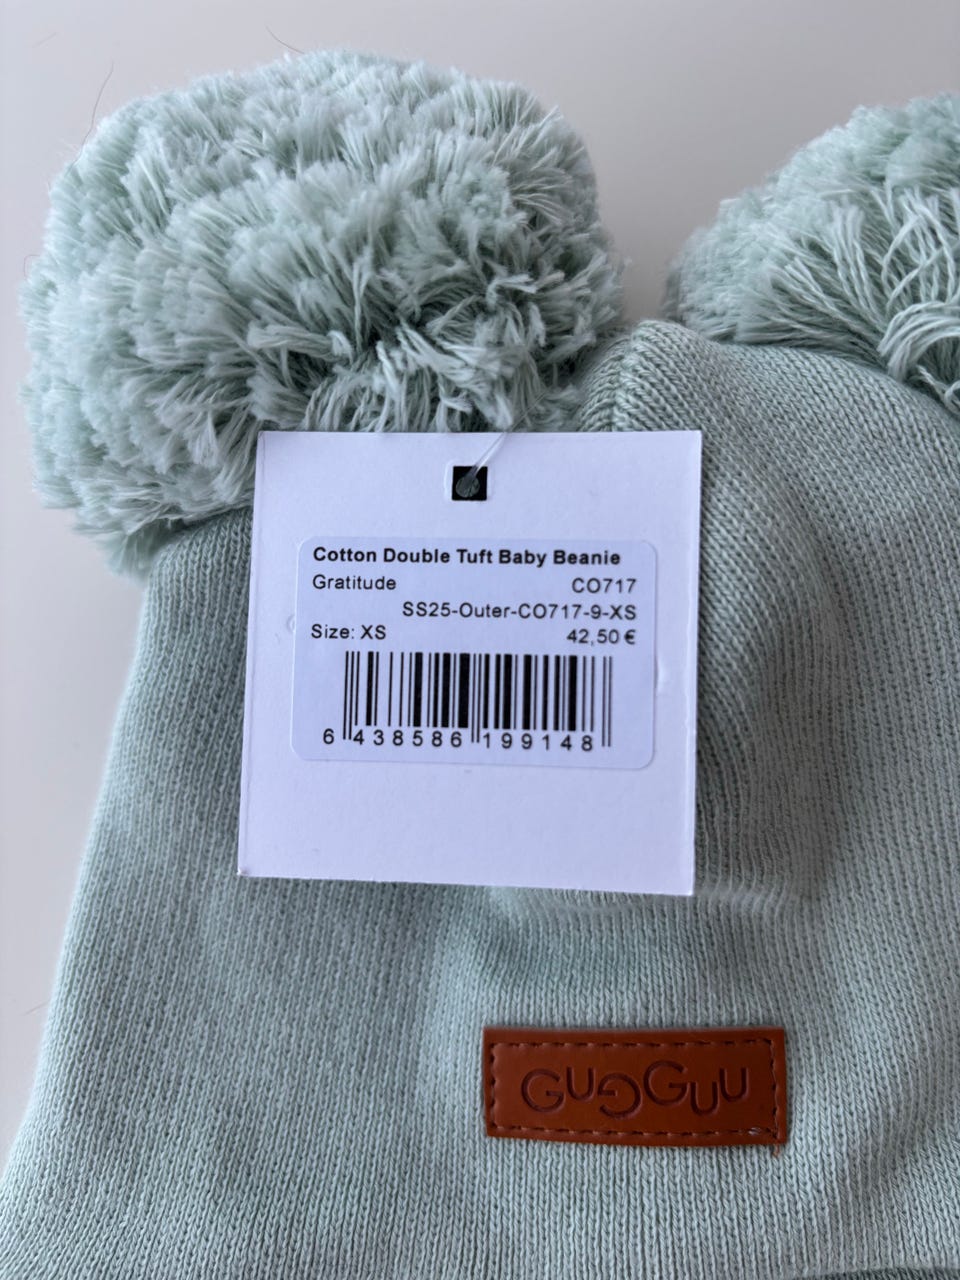 Cotton Double Tuft Baby Beanie
Gratitude CO717
SS25-Outer-CO717-9-XS
Size: XS 42,50 €
6 438586 199148
GUGGUU